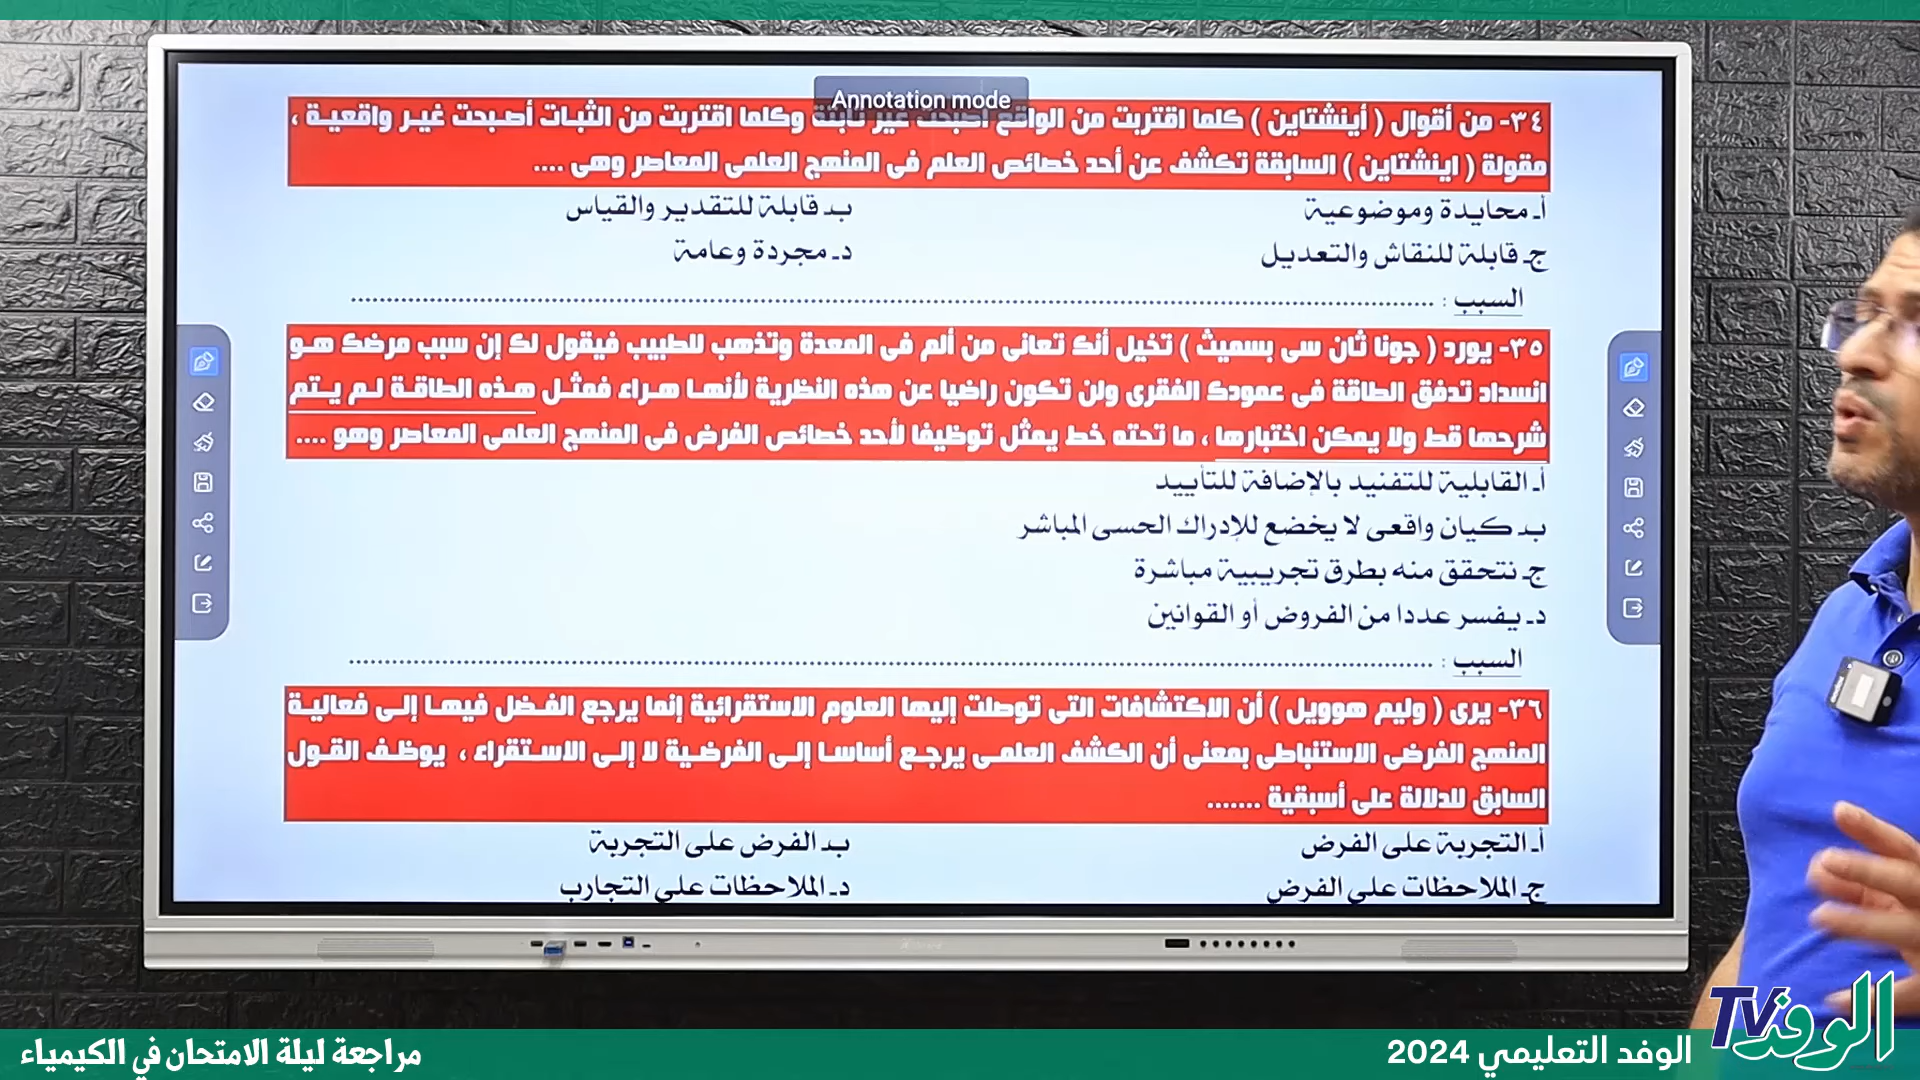 Annotation mode
٣٤- من أقوال ( أينشتاين ) كلما اقتربت من الواقع أصبحت غير ثابتة وكلما اقتربت من الثبات أصبحت غير واقعية ،
مقولة ( اينشتاين ) السابقة تكشف عن أحد خصائص العلم فى المنهج العلمى المعاصر وهى ....
أ- محايدة وموضوعية
ب- قابلة للتقدير والقياس
ج- قابلة للنقاش والتعديل
د- مجردة وعامة
السبب : ....................
٣٥- يورد ( جونا ثان سى بسميث ) تخيل أنك تعانى من ألم فى المعدة وتذهب للطبيب فيقول لك إن سبب مرضك هو
انسداد تدفق الطاقة فى عمودك الفقرى ولن تكون راضيا عن هذه النظرية لأنها هراء فمثل هذه الطاقة لم يتم
شرحها قط ولا يمكن اختبارها ، ما تحته خط يمثل توظيفا لأحد خصائص الفرض فى المنهج العلمى المعاصر وهو ....
أ- القابلية للتفنيد بالإضافة للتأييد
ب- كيان واقعى لا يخضع للإدراك الحسى المباشر
ج- نتحقق منه بطرق تجريبية مباشرة
د- يفسر عددا من الفروض أو القوانين
السبب : ....................
٣٦- يرى ( وليم هوويل ) أن الاكتشافات التى توصلت إليها العلوم الاستقرائية إنما يرجع الفضل فيها إلى فعالية
المنهج الفرضى الاستنباطى بمعنى أن الكشف العلمى يرجع أساسا إلى الفرضية لا إلى الاستقراء ، يوظف القول
السابق للدلالة على أسبقية .......
أ- التجربة على الفرض
ب- الفرض على التجربة
ج- الملاحظات على الفرض
د- الملاحظات على التجارب
الوفد TV
الوفد التعليمي 2024
مراجعة ليلة الامتحان في الكيمياء